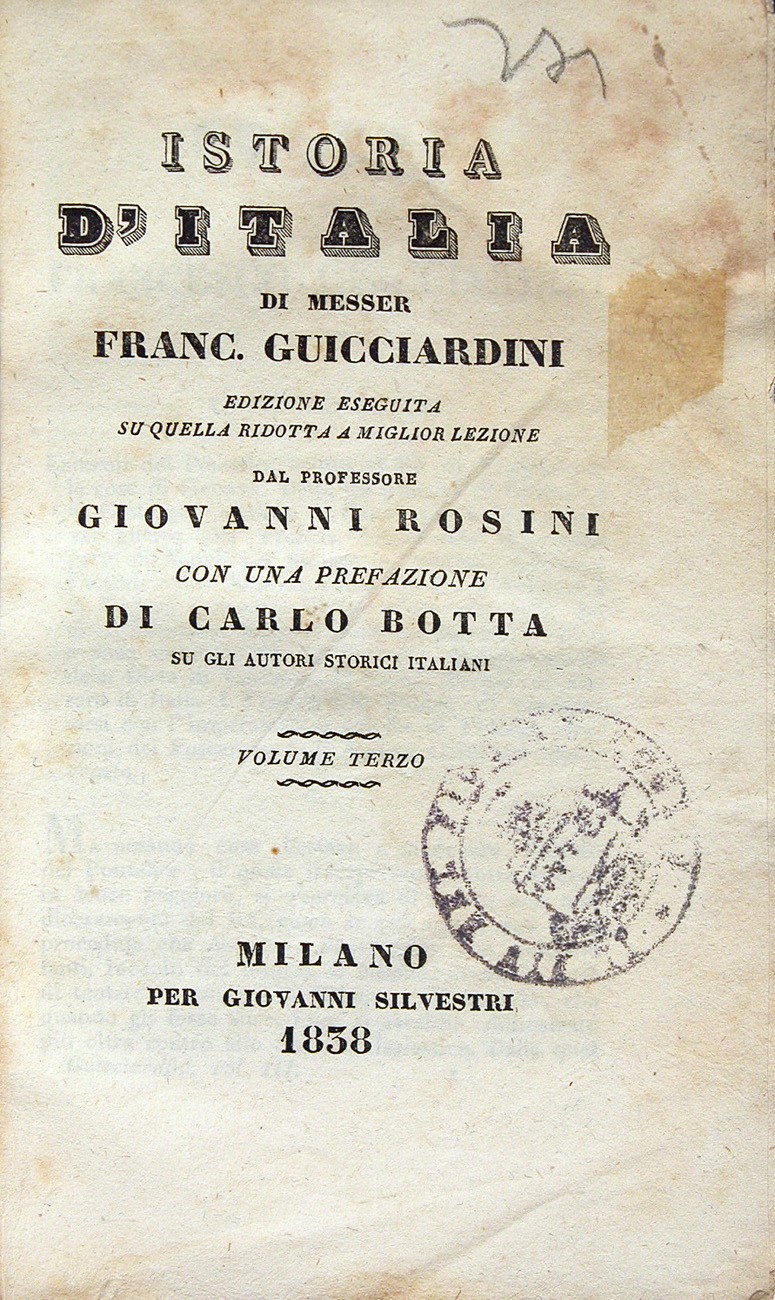 ISTORIA
D'ITALIA
DI MESSER
FRANC. GUICCIARDINI
EDIZIONE ESEGUITA
SU QUELLA RIDOTTA A MIGLIOR LEZIONE
DAL PROFESSORE
GIOVANNI ROSINI
CON UNA PREFAZIONE
DI CARLO BOTTA
SU GLI AUTORI STORICI ITALIANI
VOLUME TERZO
MILANO
PER GIOVANNI SILVESTRI
1838